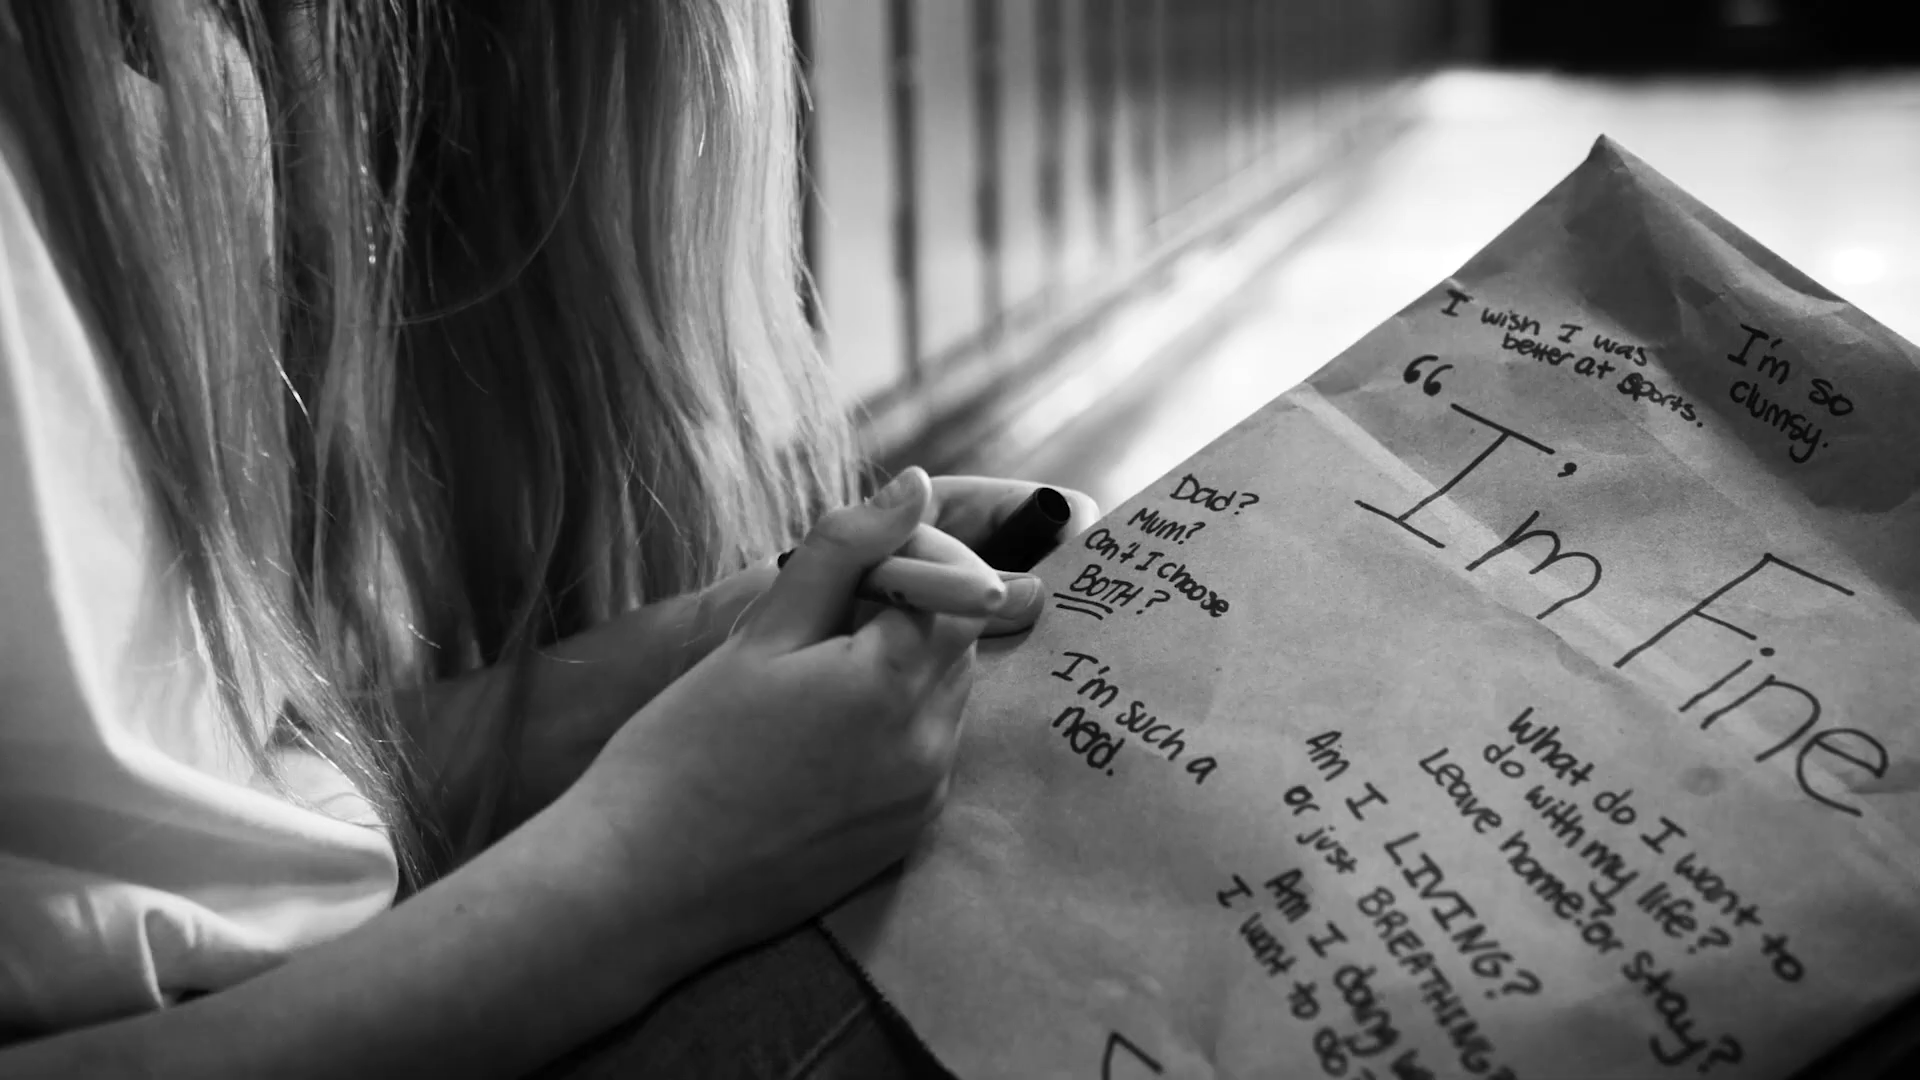 I wish I was
better at sports.
I'm so
clumsy.
“I'm Fine
Dad?
Mum?
Can't I choose
BOTH?
I'm such a
nerd.
What do I want to
do with my life?
Leave home? or stay?
Am I LIVING?
or just BREATHING?
Am I doing
I want to do?